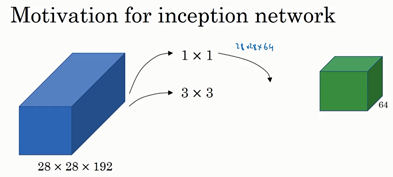 Motivation for inception network
1 × 1
28×28×64
3 × 3
64
28 × 28 × 192